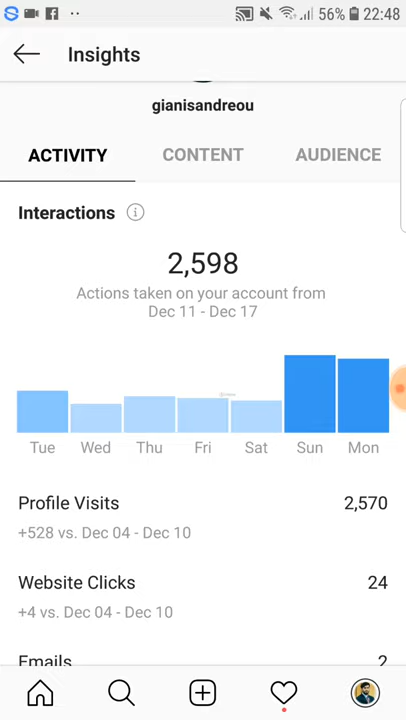 56% 22:48
Insights
gianisandreou
ACTIVITY CONTENT AUDIENCE
Interactions
2,598
Actions taken on your account from
Dec 11 - Dec 17
Tue Wed Thu Fri Sat Sun Mon
Profile Visits 2,570
+528 vs. Dec 04 - Dec 10
Website Clicks 24
+4 vs. Dec 04 - Dec 10
Emails 2